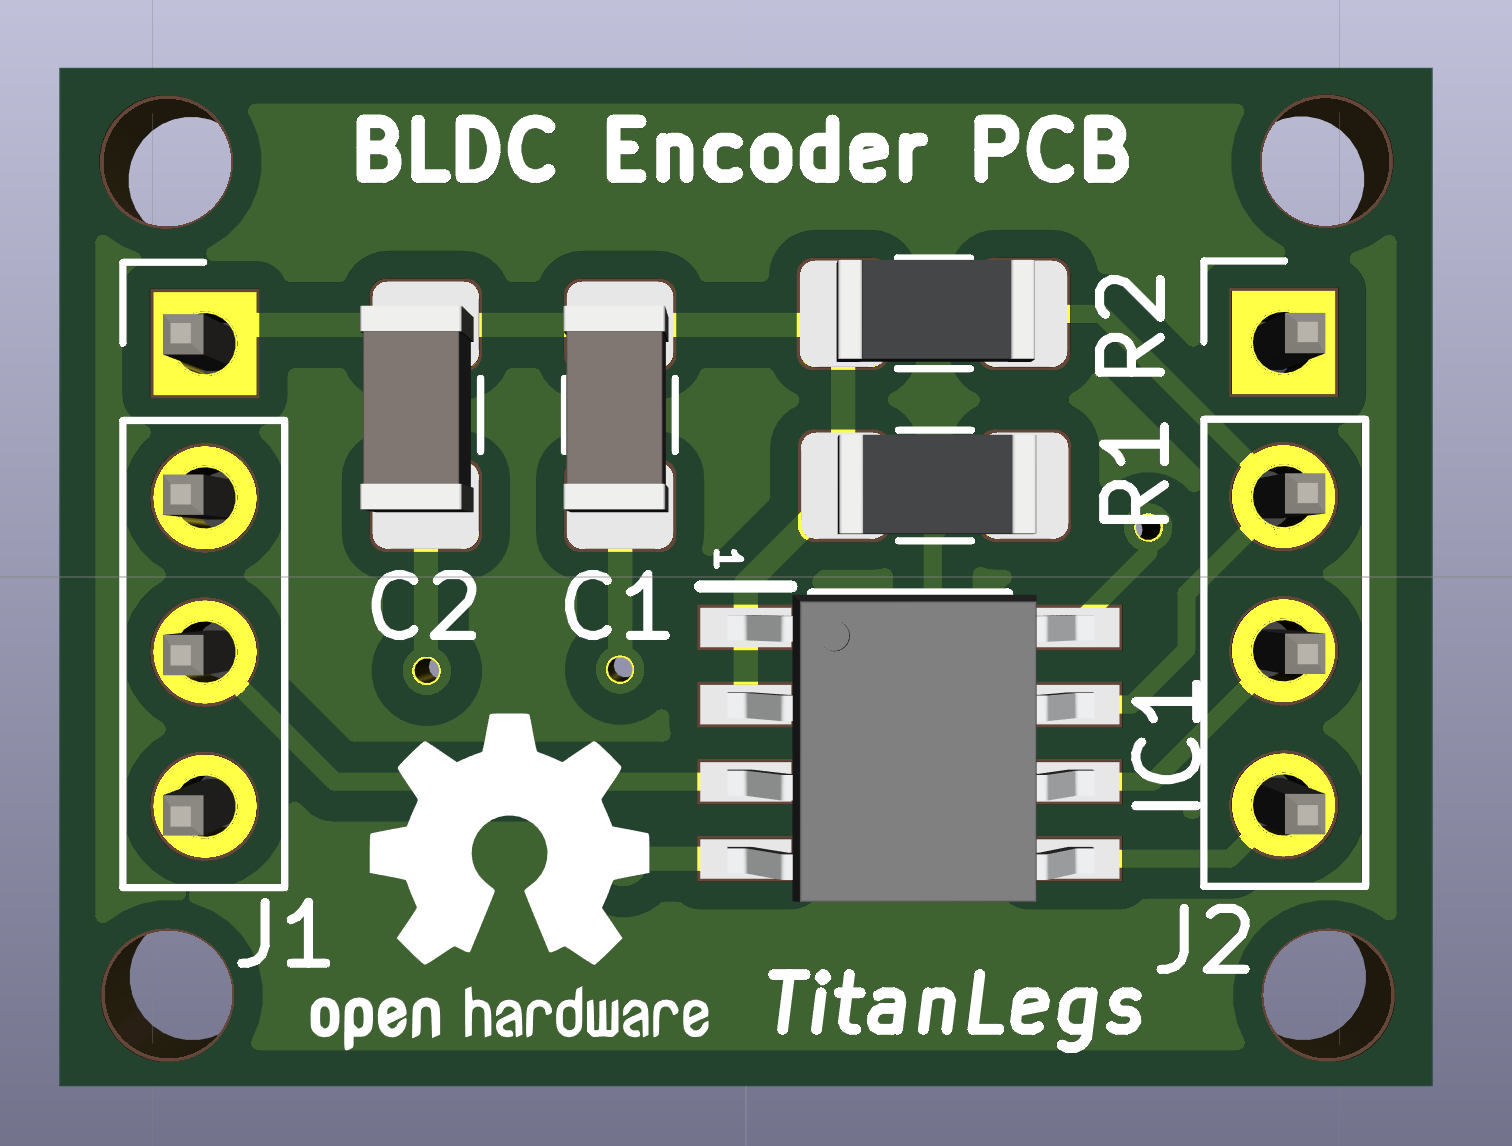 BLDC Encoder PCB
R2
R1
1
C2 C1
IC1
J1
J2
open hardware
TitanLegs